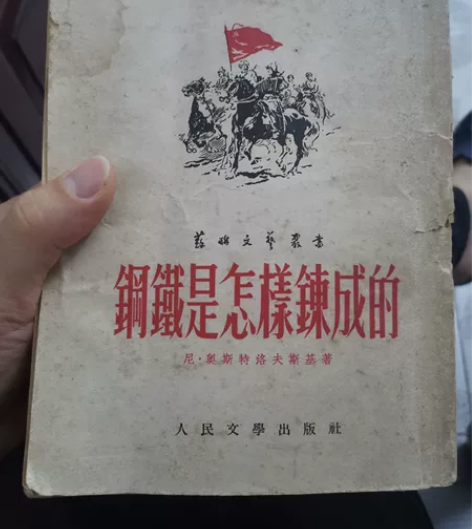 蘇聯文藝叢書
鋼鐵是怎樣鍊成的
尼·奧斯特洛夫斯基著
人民文學出版社